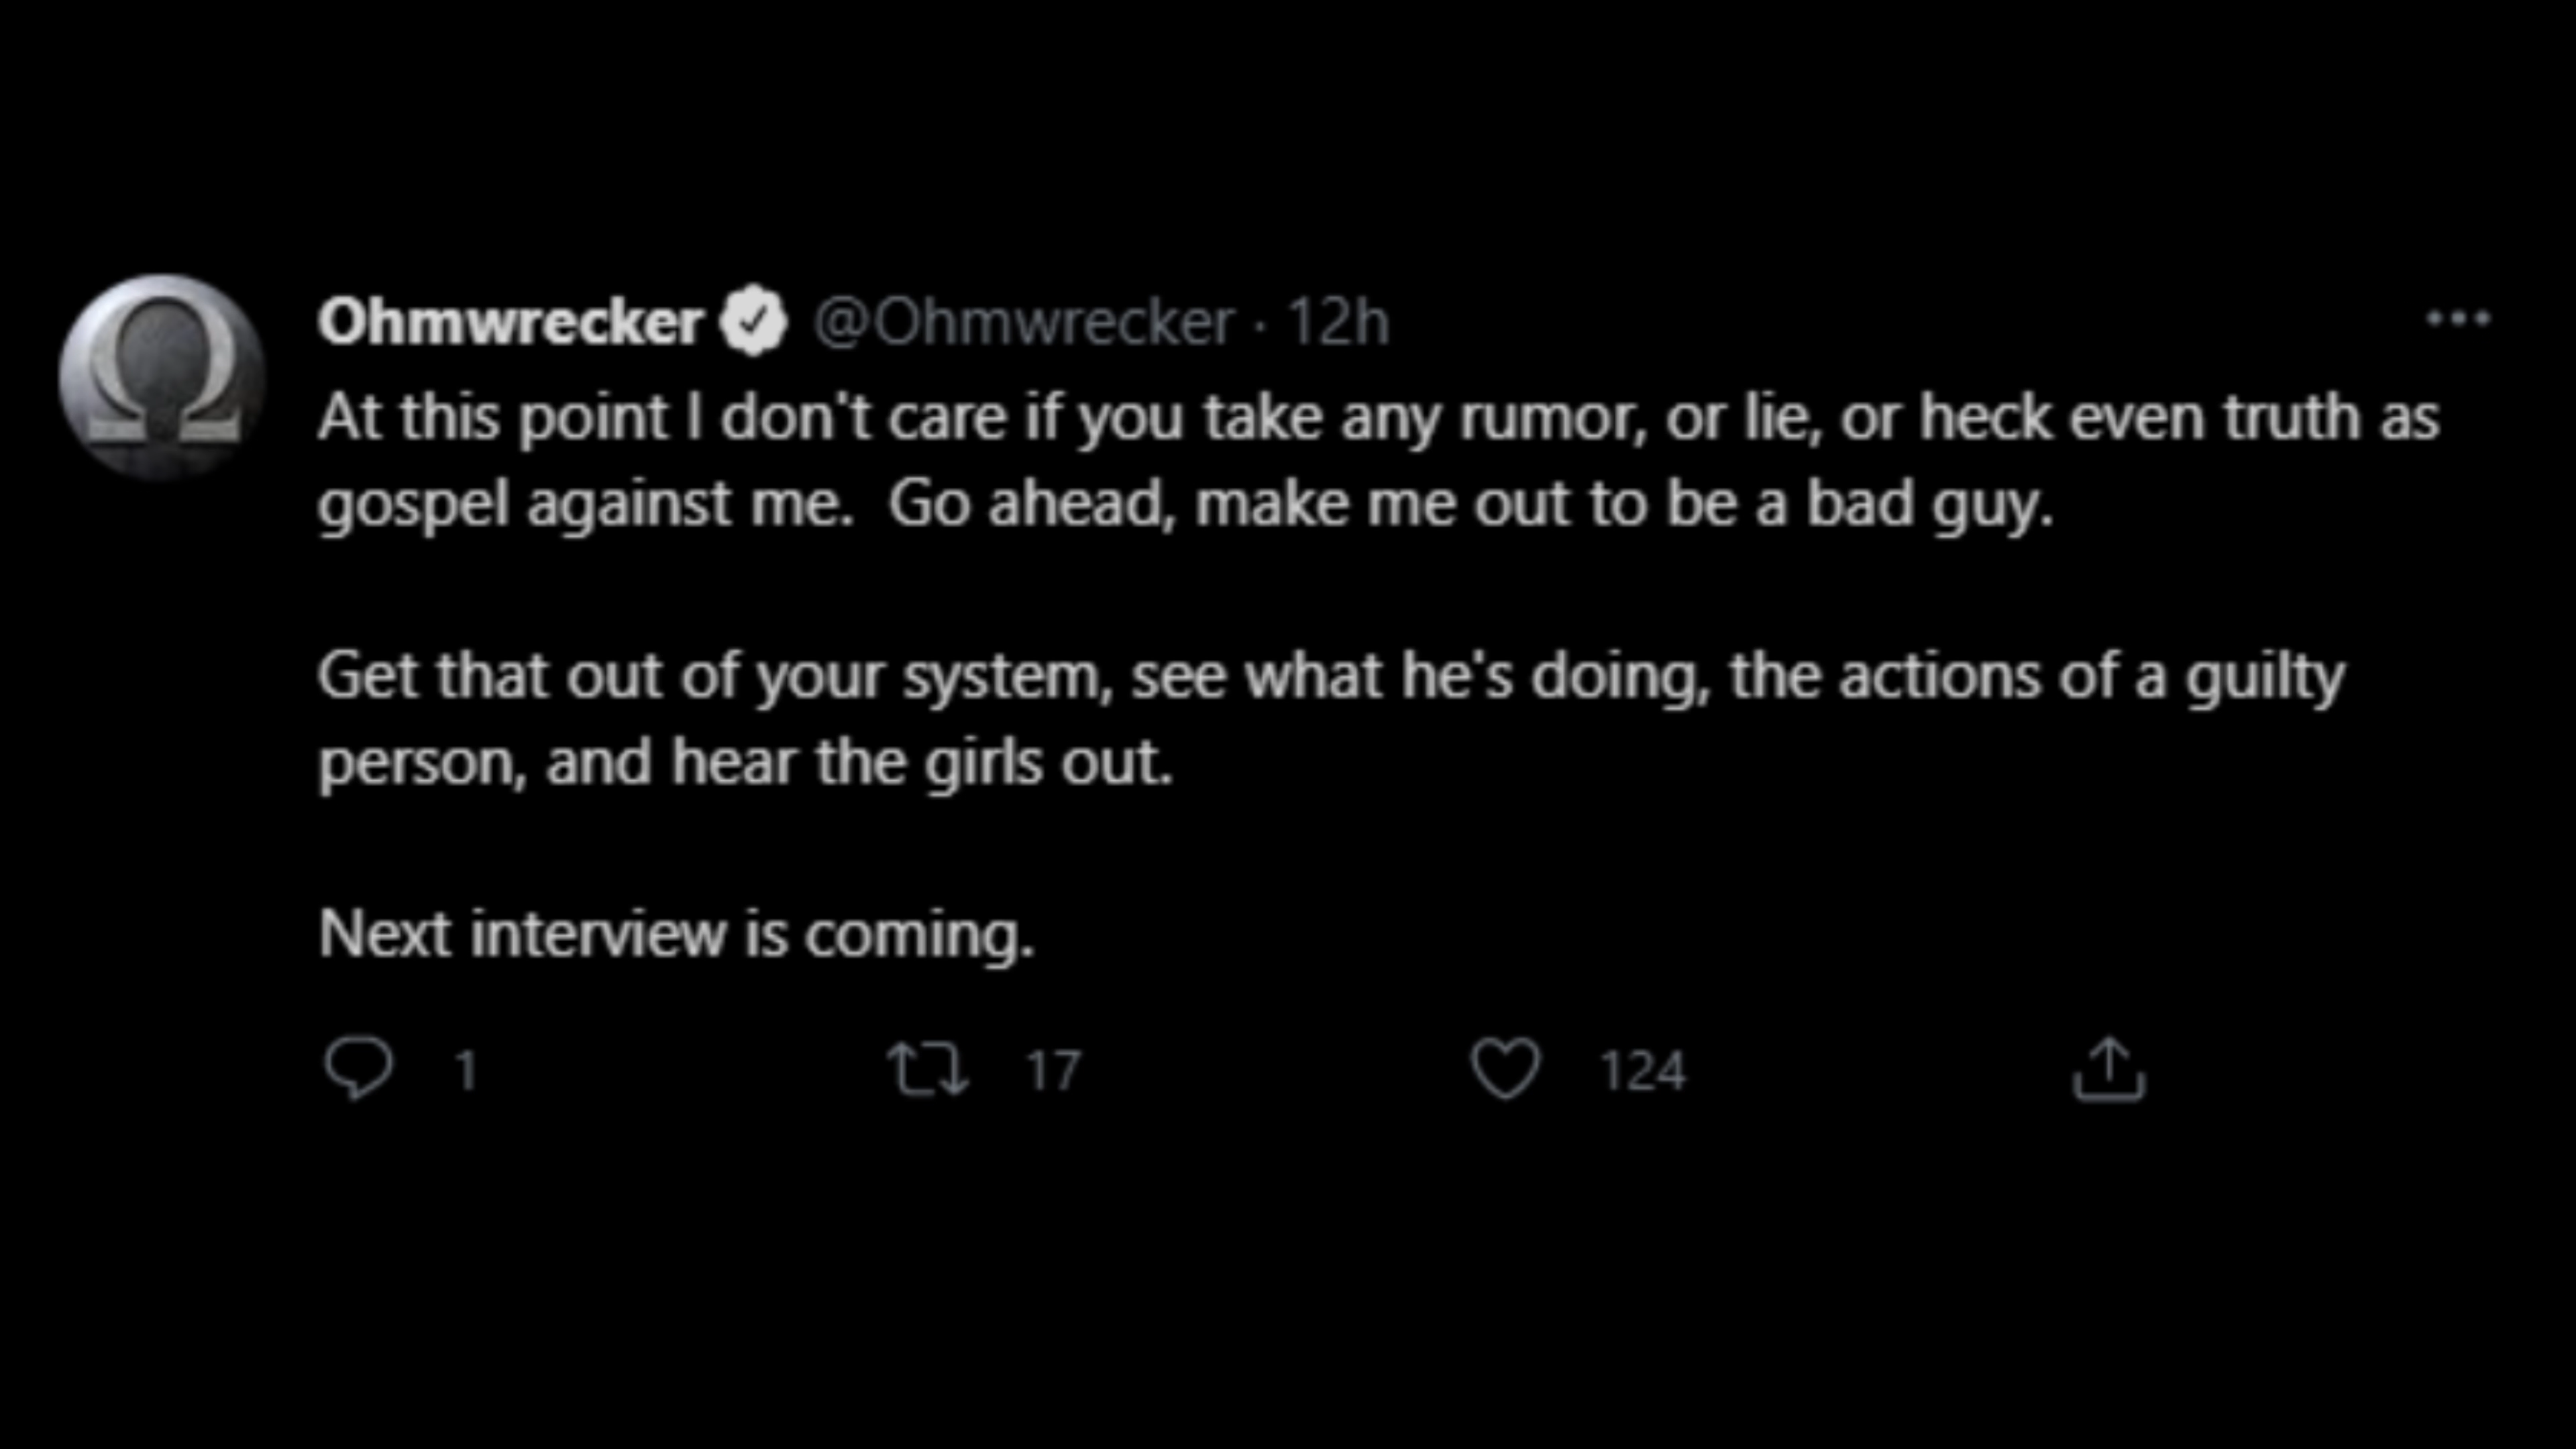 Ohmwrecker @Ohmwrecker · 12h
At this point I don't care if you take any rumor, or lie, or heck even truth as
gospel against me.  Go ahead, make me out to be a bad guy.
Get that out of your system, see what he's doing, the actions of a guilty
person, and hear the girls out.
Next interview is coming.
1 17 124